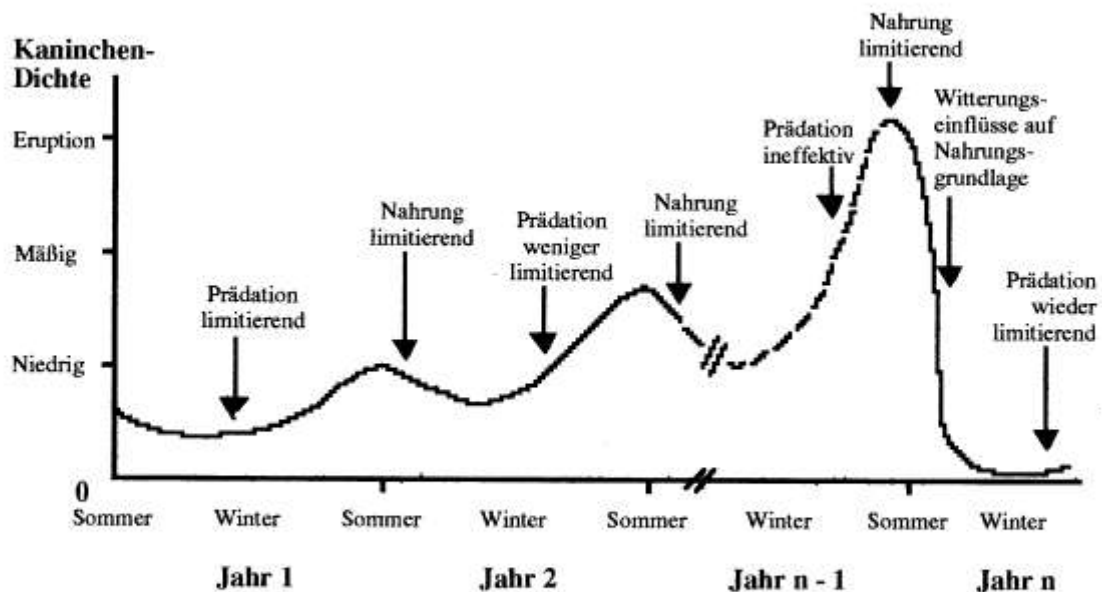 Kaninchen-
Dichte
Eruption
Mäßig
Niedrig
0
Prädation
limitierend
Nahrung
limitierend
Prädation
weniger
limitierend
Nahrung
limitierend
Prädation
ineffektiv
Nahrung
limitierend
Witterungs-
einflüsse auf
Nahrungs-
grundlage
Prädation
wieder
limitierend
Sommer
Winter
Sommer
Winter
Sommer
Winter
Sommer
Winter
Jahr 1
Jahr 2
Jahr n - 1
Jahr n